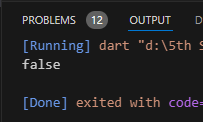 PROBLEMS 12 OUTPUT
[Running] dart "d:\5th S
false
[Done] exited with code=